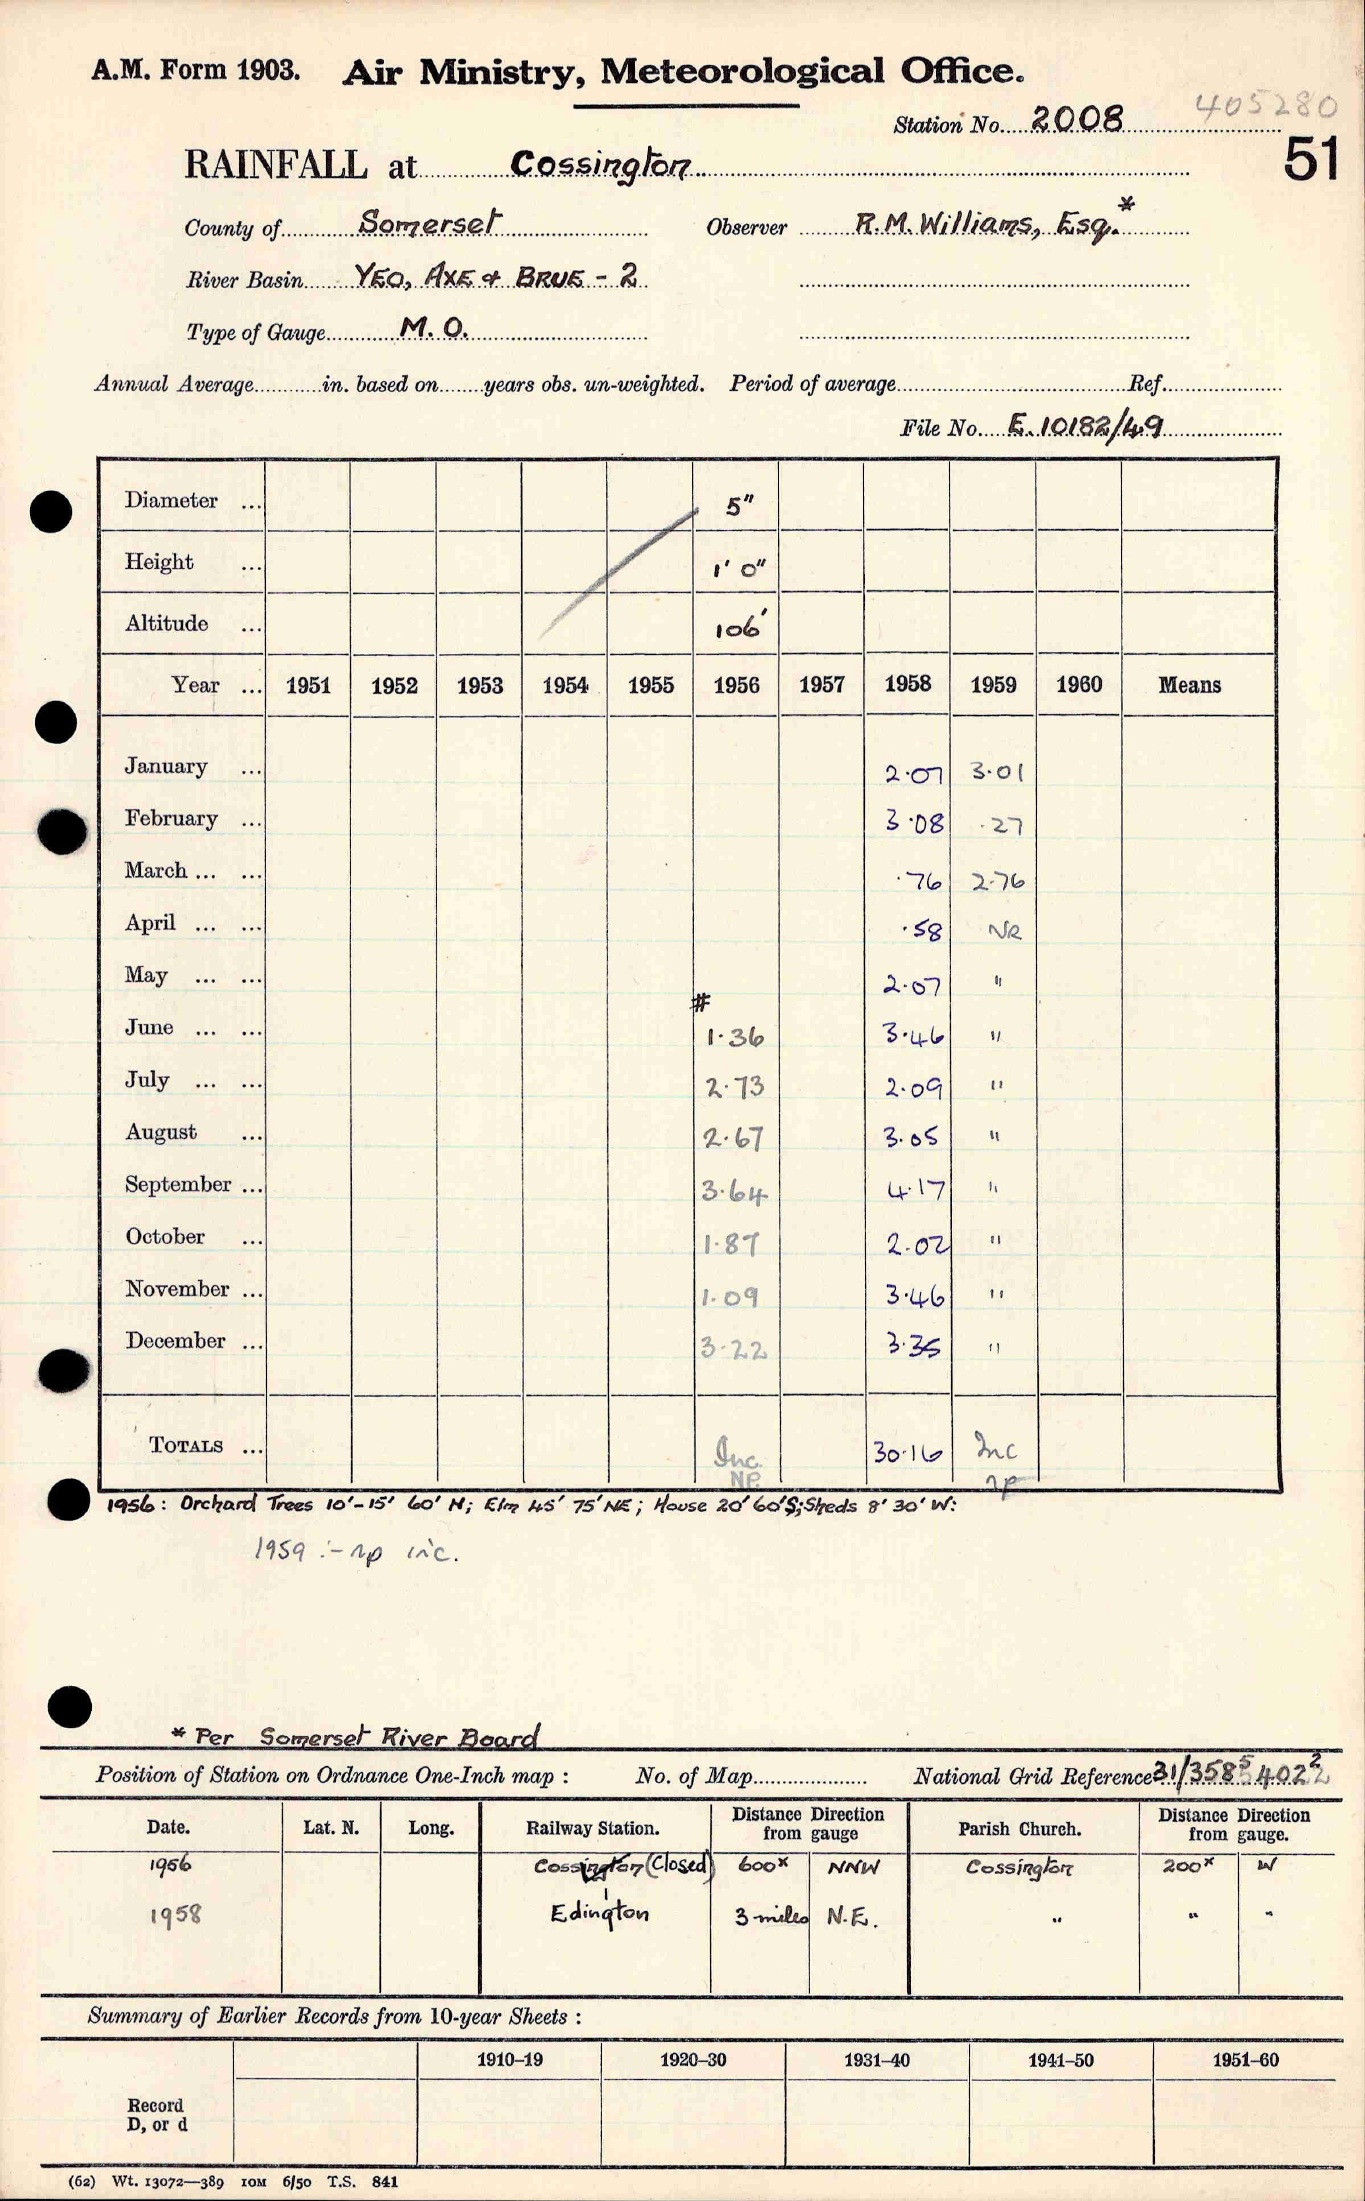 A.M. Form 1903. Air Ministry, Meteorological Office.
405280
Station No. 2008
51
RAINFALL at Cossington
County of Somerset Observer R.M. Williams, Esq.*
River Basin YEO, AXE & BRUE - 2
Type of Gauge M.O.
Annual Average in. based on years obs. un-weighted. Period of average Ref.
File No. E.10182/49
Diameter ... 5"
Height ... 1' 0"
Altitude ... 106'
Year ... 1951 1952 1953 1954 1955 1956 1957 1958 1959 1960 Means
January ... 2.07 3.01
February ... 3.08 .27
March ... ... .76 2.76
April ... ... .58 NR
May ... ... 2.07 "
#
June ... ... 1.36 3.46 "
July ... ... 2.73 2.09 "
August ... 2.67 3.05 "
September ... 3.64 4.17 "
October ... 1.87 2.02 "
November ... 1.09 3.46 "
December ... 3.22 3.35 "
TOTALS ... Inc. 30.16 Inc
NP. np
1956: Orchard Trees 10'-15' 60' N; Elm 45' 75' NE; House 20' 60' S; Sheds 8' 30' W:
1959 :- np inc.
* Per Somerset River Board
Position of Station on Ordnance One-Inch map : No. of Map National Grid Reference 31/358⁵ 402²
Date. Lat. N. Long. Railway Station. Distance Direction from gauge Parish Church. Distance Direction from gauge.
1956 Cossington (Closed) 600ˣ NNW Cossington 200ˣ W
1958 Edington 3 miles N.E. " " "
Summary of Earlier Records from 10-year Sheets :
1910–19 1920–30 1931–40 1941–50 1951–60
Record
D, or d
(62) Wt. 13072—389 10M 6/50 T.S. 841